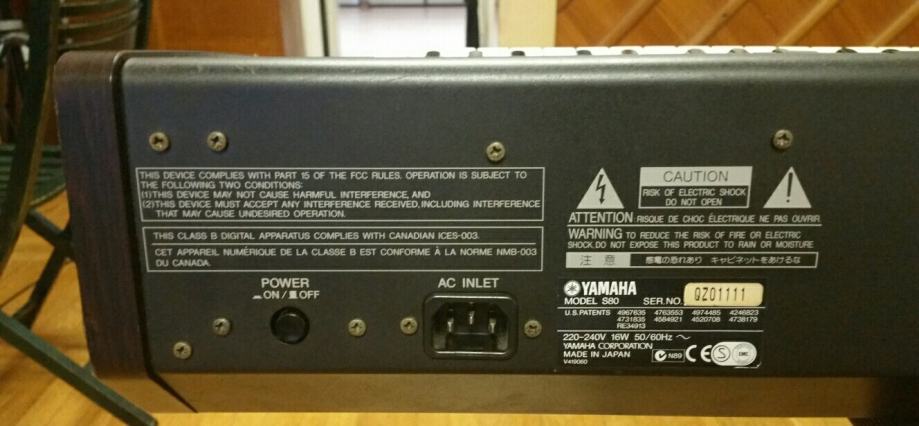 THIS DEVICE COMPLIES WITH PART 15 OF THE FCC RULES. OPERATION IS SUBJECT TO
THE FOLLOWING TWO CONDITIONS:
(1)THIS DEVICE MAY NOT CAUSE HARMFUL INTERFERENCE, AND
(2)THIS DEVICE MUST ACCEPT ANY INTERFERENCE RECEIVED, INCLUDING INTERFERENCE
THAT MAY CAUSE UNDESIRED OPERATION.
THIS CLASS B DIGITAL APPARATUS COMPLIES WITH CANADIAN ICES-003.
CET APPAREIL NUMÉRIQUE DE LA CLASSE B EST CONFORME À LA NORME NMB-003
DU CANADA.
POWER
ON / OFF
AC INLET
CAUTION
RISK OF ELECTRIC SHOCK
DO NOT OPEN
ATTENTION: RISQUE DE CHOC ÉLECTRIQUE NE PAS OUVRIR.
WARNING: TO REDUCE THE RISK OF FIRE OR ELECTRIC
SHOCK, DO NOT EXPOSE THIS PRODUCT TO RAIN OR MOISTURE
注 意 感電の恐れあり キャビネットをあけるな
YAMAHA
MODEL S80 SER.NO. QZ01111
U.S.PATENTS 4967635 4763553 4974485 4246823
4731835 4584921 4520708 4738179
RE34913
220-240V 16W 50/60Hz ~
YAMAHA CORPORATION
MADE IN JAPAN
V419060
N89 CE S EMC